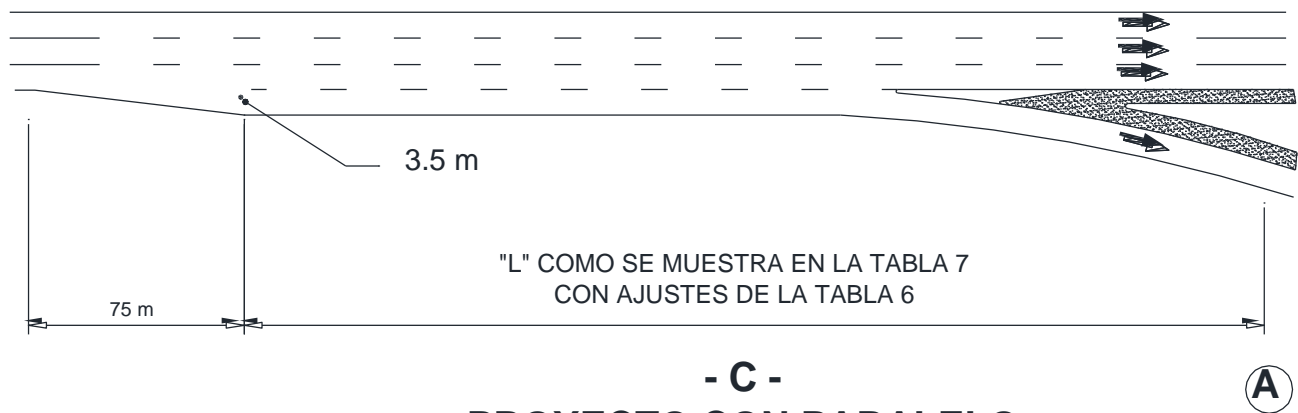 3.5 m
"L" COMO SE MUESTRA EN LA TABLA 7
CON AJUSTES DE LA TABLA 6
75 m
- C -
A